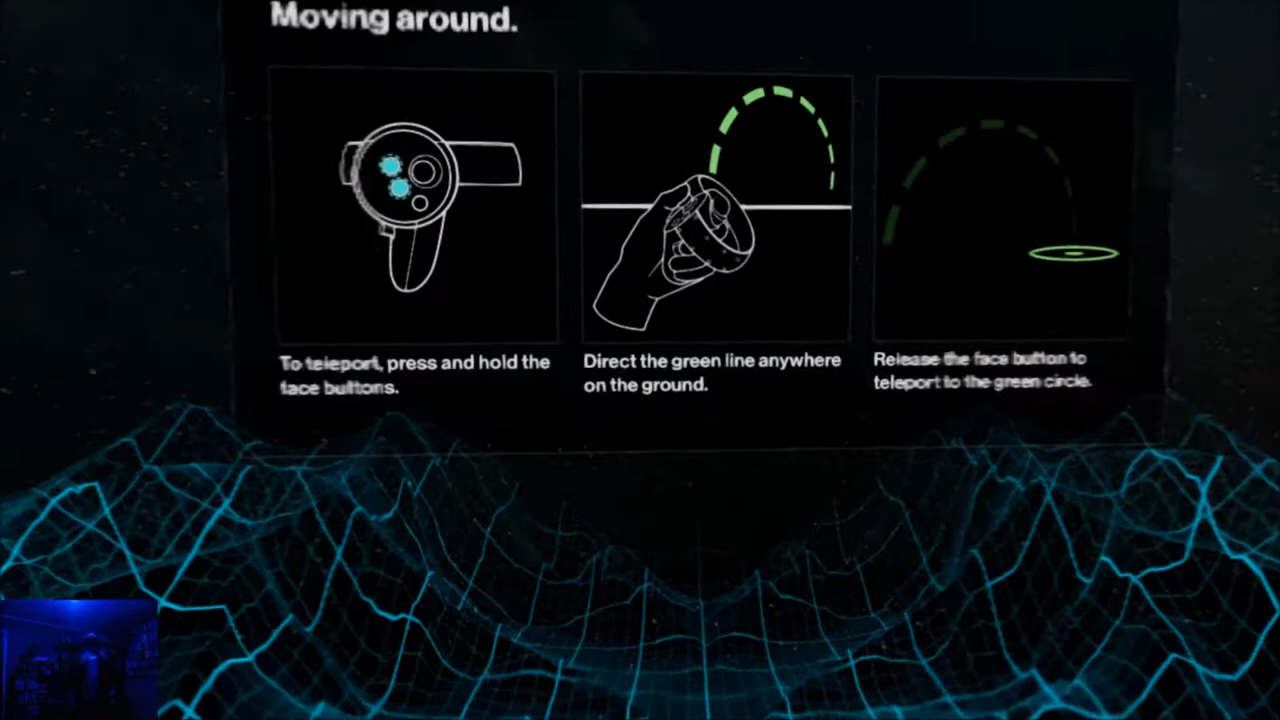 Moving around.
To teleport, press and hold the
face buttons.
Direct the green line anywhere
on the ground.
Release the face button to
teleport to the green circle.